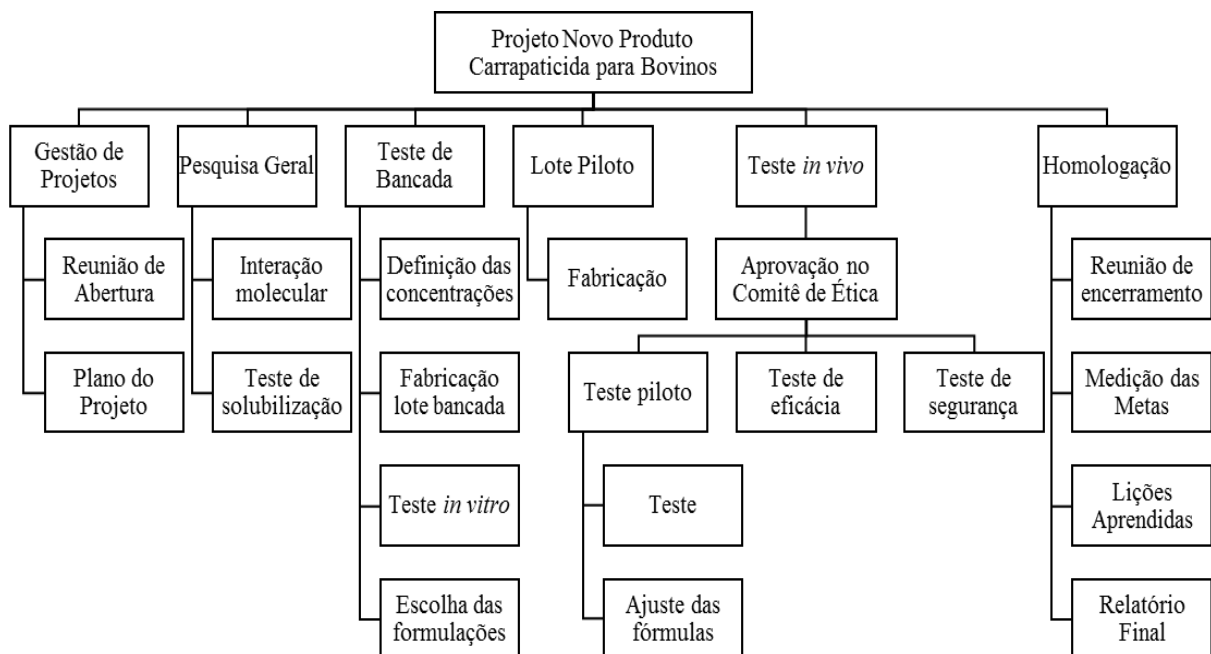 Projeto Novo Produto
Carrapaticida para Bovinos
Gestão de
Projetos
Pesquisa Geral
Teste de
Bancada
Lote Piloto
Teste in vivo
Homologação
Reunião de
Abertura
Interação
molecular
Definição das
concentrações
Fabricação
Aprovação no
Comitê de Ética
Reunião de
encerramento
Plano do
Projeto
Teste de
solubilização
Fabricação
lote bancada
Teste piloto
Teste de
eficácia
Teste de
segurança
Medição das
Metas
Teste in vitro
Teste
Lições
Aprendidas
Escolha das
formulações
Ajuste das
fórmulas
Relatório
Final